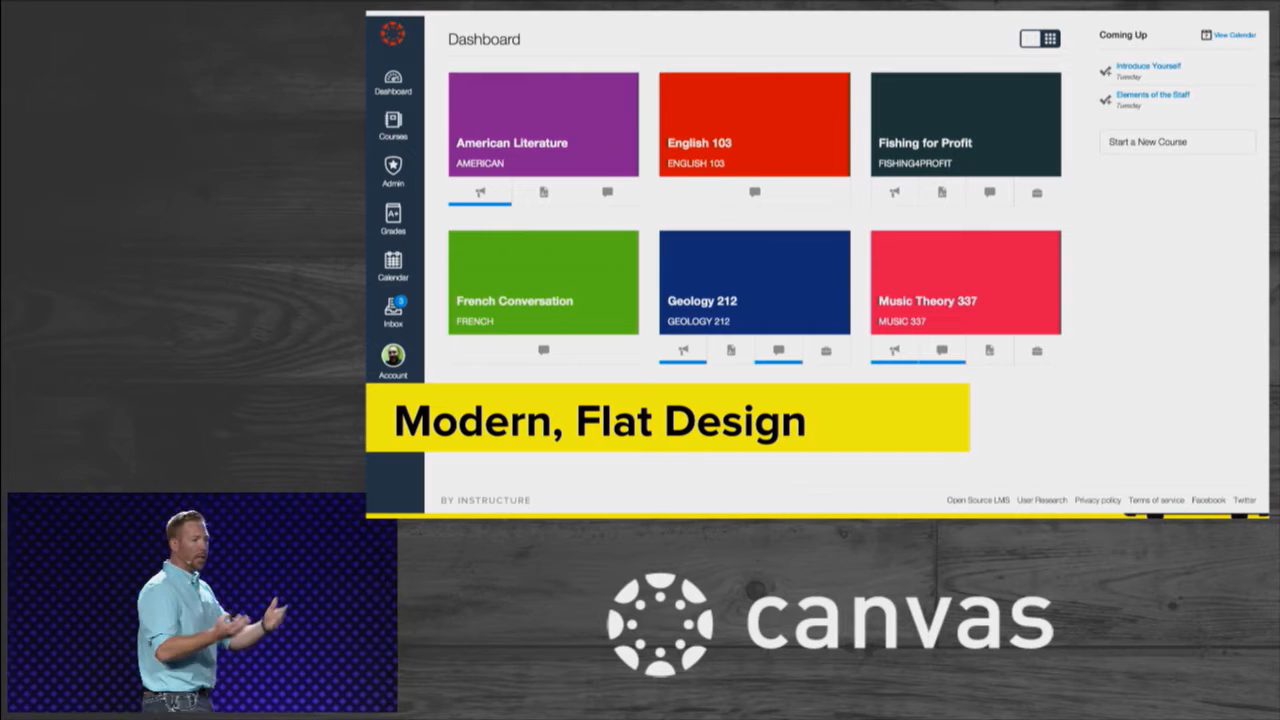 Dashboard
Coming Up
View Calendar
Introduce Yourself
Tuesday
Elements of the Staff
Tuesday
Start a New Course
Dashboard
Courses
Admin
A+
Grades
Calendar
3
Inbox
Account
American Literature
AMERICAN
English 103
ENGLISH 103
Fishing for Profit
FISHING4PROFIT
French Conversation
FRENCH
Geology 212
GEOLOGY 212
Music Theory 337
MUSIC 337
Modern, Flat Design
BY INSTRUCTURE
Open Source LMS User Research Privacy policy Terms of service Facebook Twitter
canvas